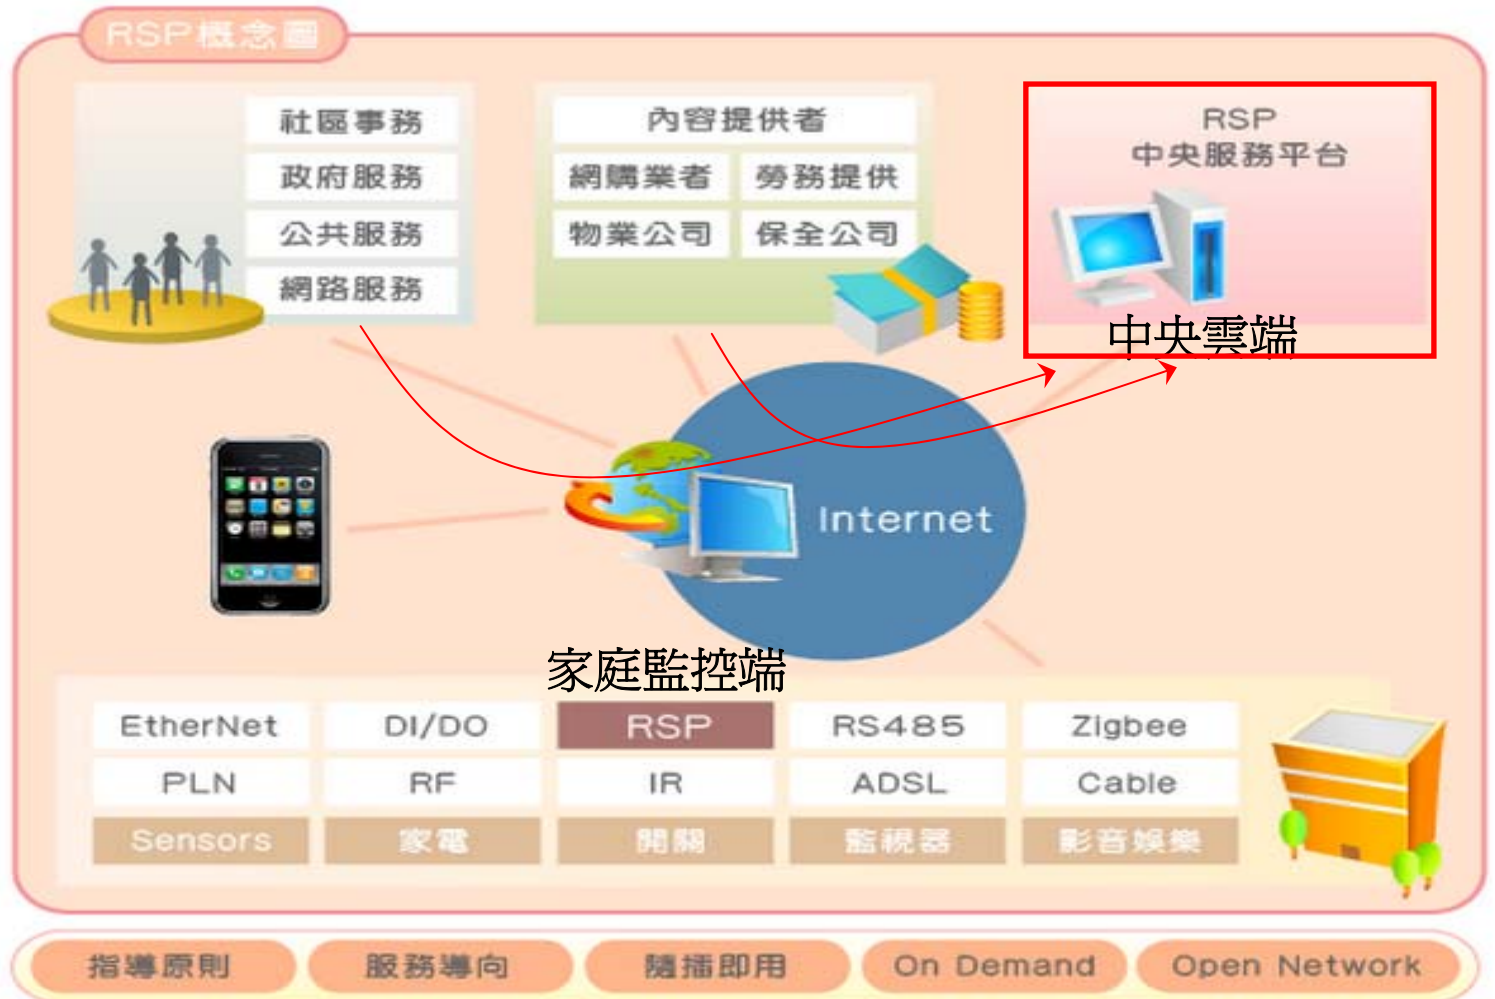 RSP概念圖
社區事務
政府服務
公共服務
網路服務
內容提供者
網購業者 勞務提供
物業公司 保全公司
RSP
中央服務平台
中央雲端
Internet
家庭監控端
EtherNet DI/DO RSP RS485 Zigbee
PLN RF IR ADSL Cable
Sensors 家電 開關 監視器 影音娛樂
指導原則 服務導向 隨插即用 On Demand Open Network